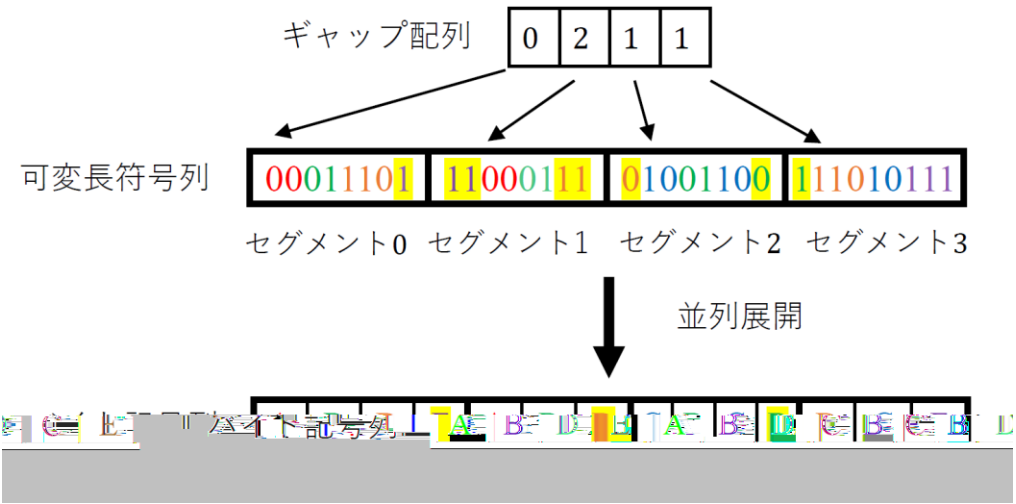 ギャップ配列 0 2 1 1
可変長符号列 00011101 11000111 01001100 111010111
セグメント0 セグメント1 セグメント2 セグメント3
並列展開